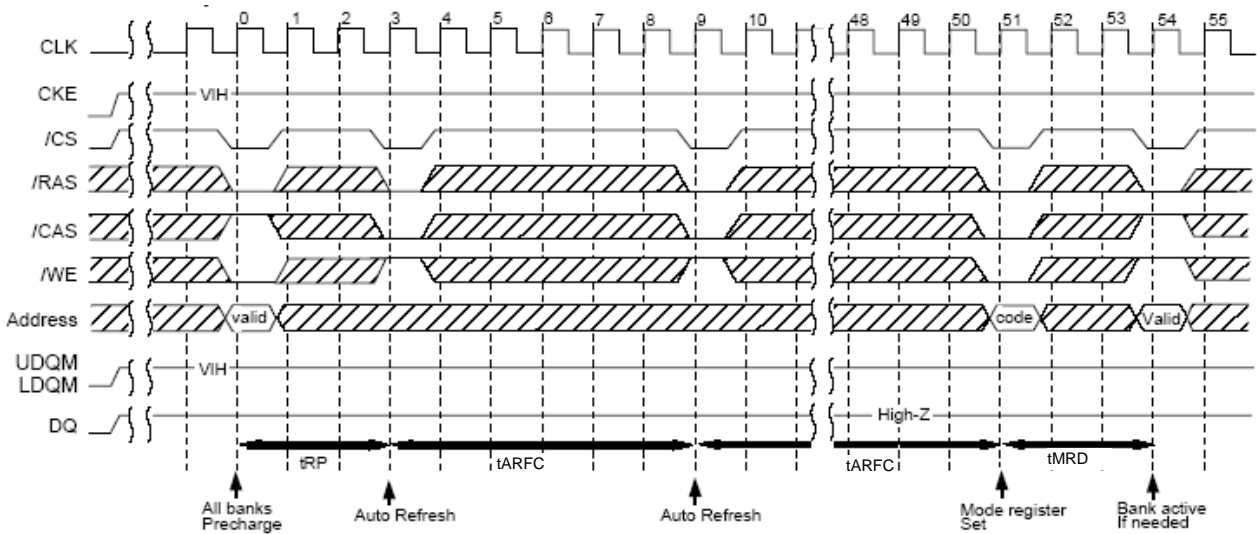 0 1 2 3 4 5 6 7 8 9 10 48 49 50 51 52 53 54 55
CLK
CKE
VIH
/CS
/RAS
/CAS
/WE
Address
valid
code
Valid
UDQM
LDQM
VIH
DQ
High-Z
tRP
tARFC
tARFC
tMRD
All banks
Precharge
Auto Refresh
Auto Refresh
Mode register
Set
Bank active
If needed